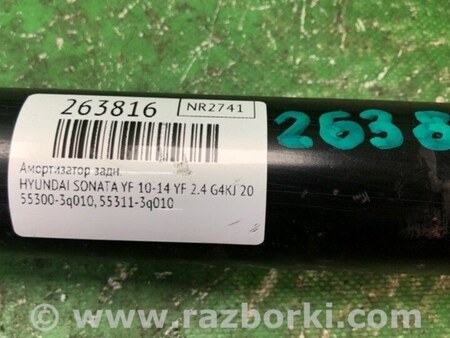 263816
NR2741
Амортизатор задн.
HYUNDAI SONATA YF 10-14 YF 2.4 G4KJ 20
55300-3q010, 55311-3q010
2638
www.razborki.com